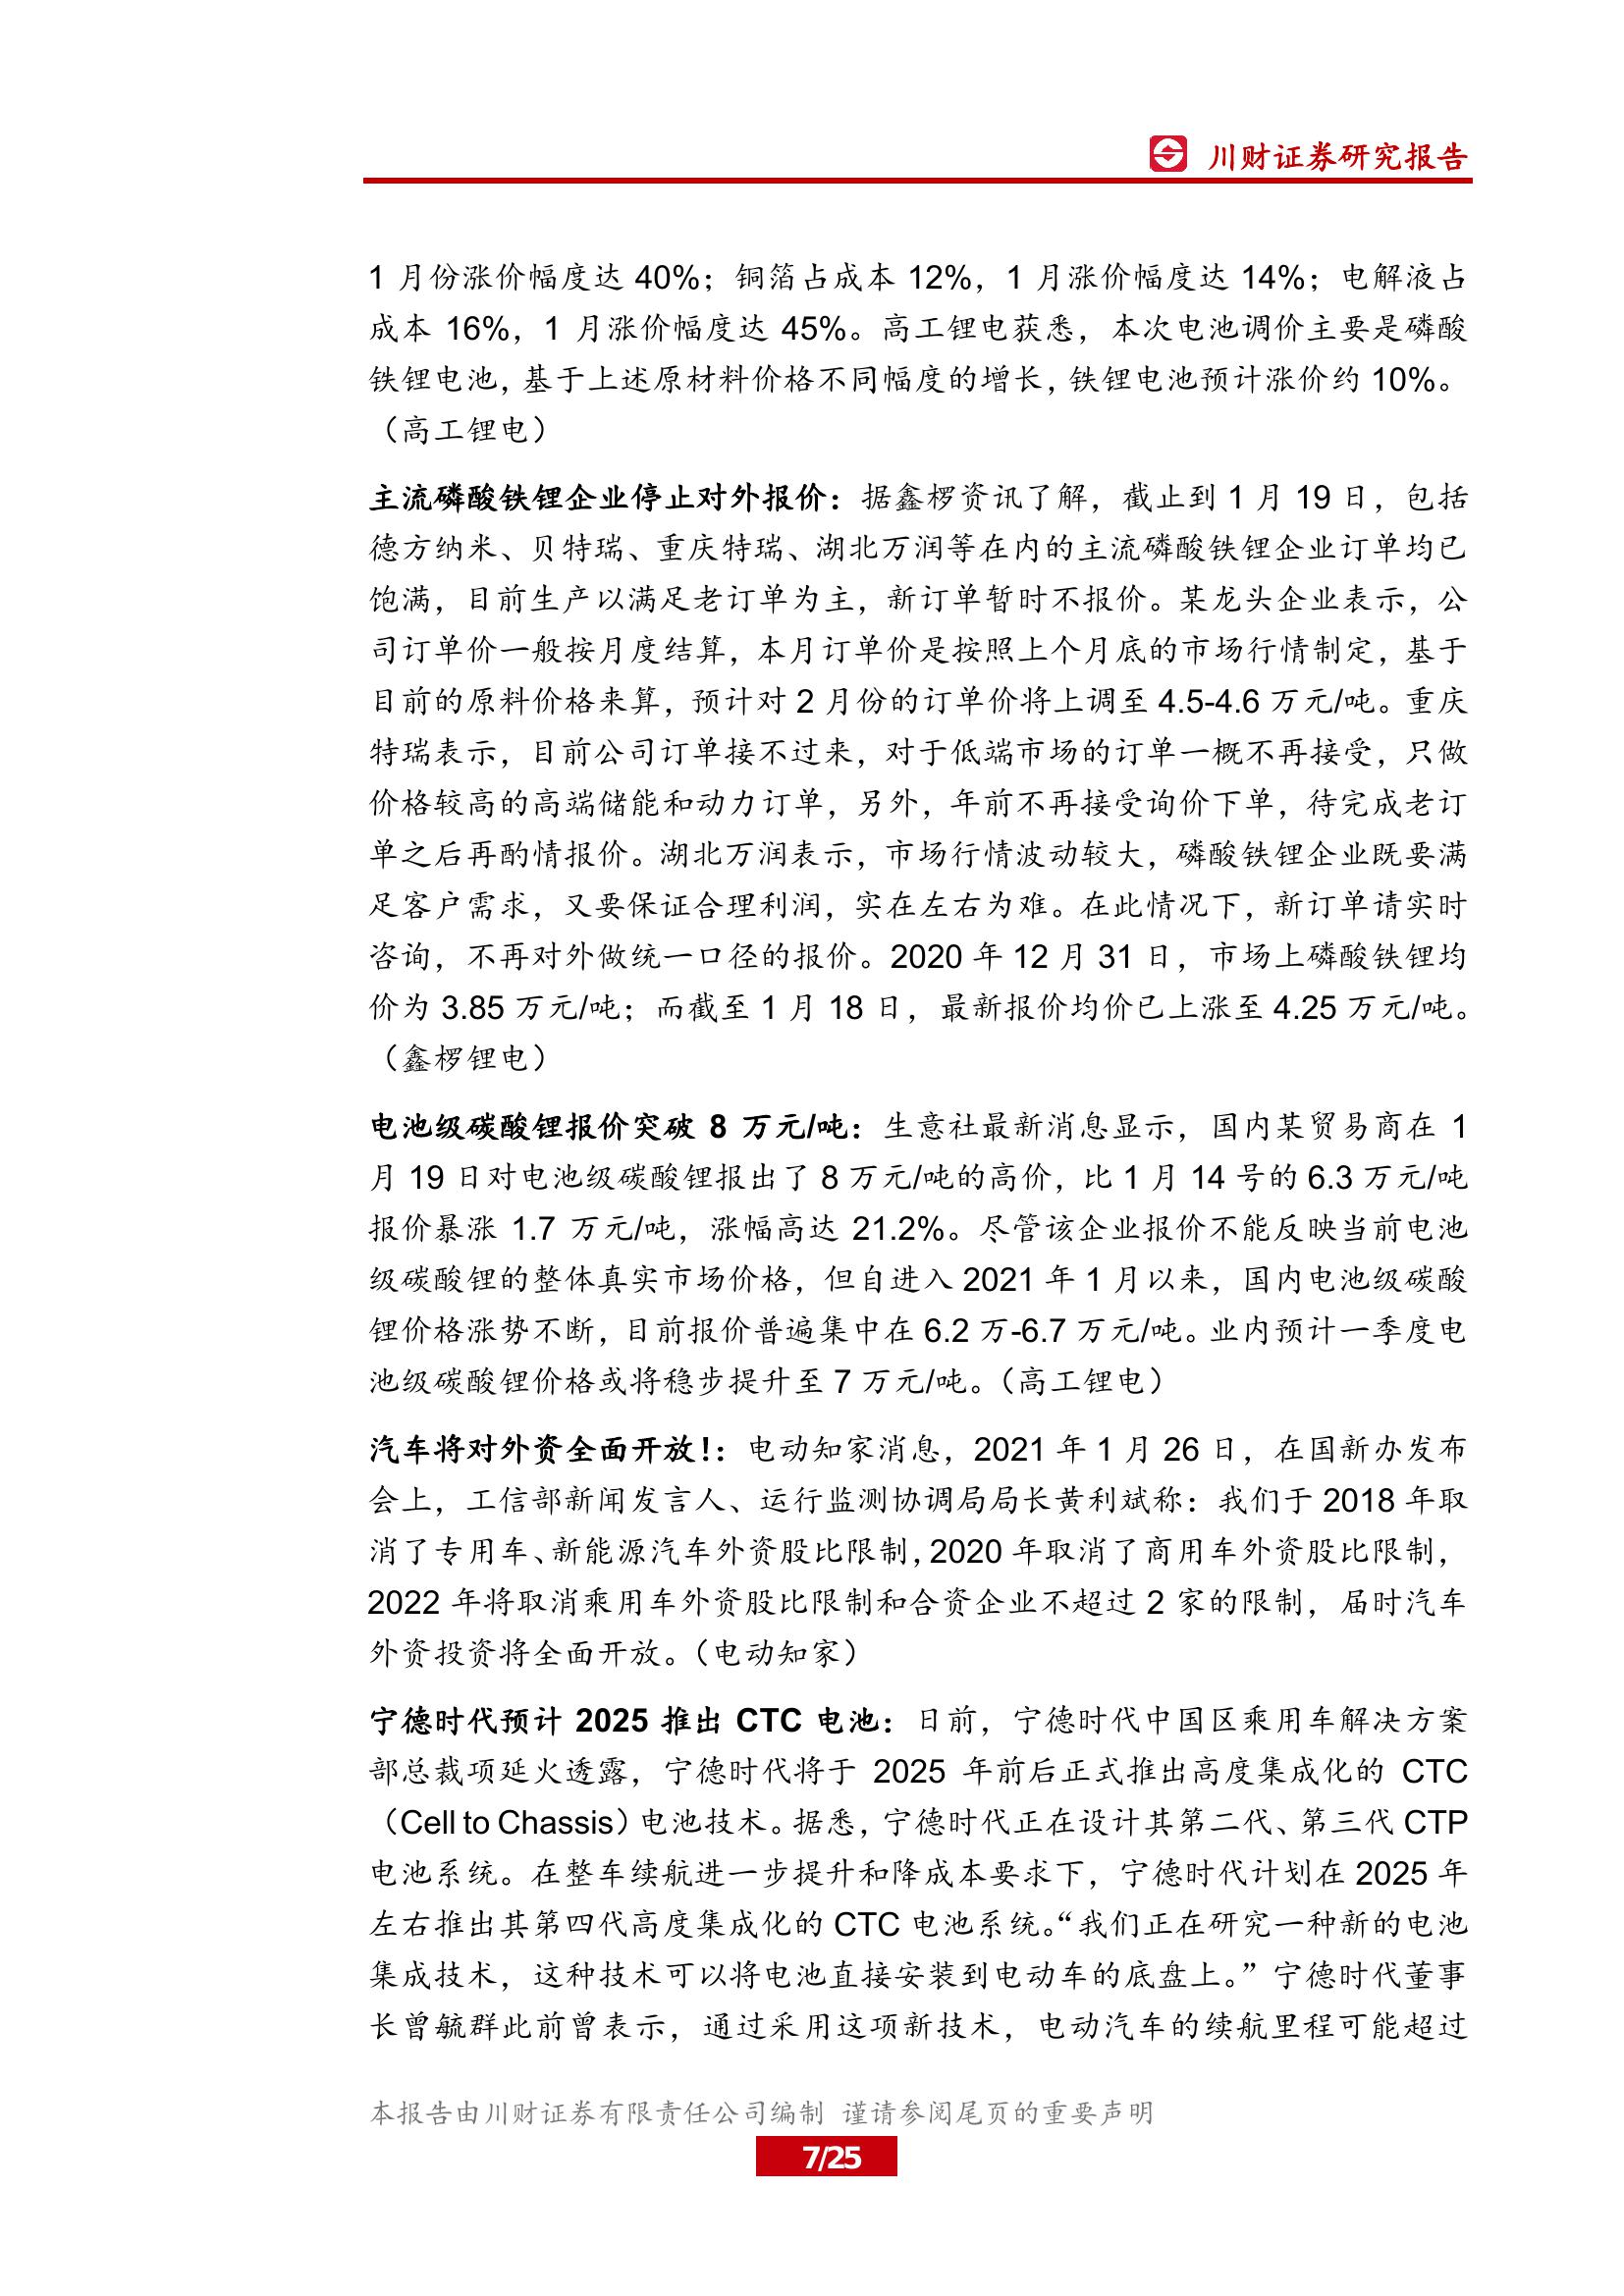 川财证券研究报告
1 月份涨价幅度达 40%；铜箔占成本 12%，1 月涨价幅度达 14%；电解液占
成本 16%，1 月涨价幅度达 45%。高工锂电获悉，本次电池调价主要是磷酸
铁锂电池，基于上述原材料价格不同幅度的增长，铁锂电池预计涨价约 10%。
（高工锂电）
主流磷酸铁锂企业停止对外报价：据鑫椤资讯了解，截止到 1 月 19 日，包括
德方纳米、贝特瑞、重庆特瑞、湖北万润等在内的主流磷酸铁锂企业订单均已
饱满，目前生产以满足老订单为主，新订单暂时不报价。某龙头企业表示，公
司订单价一般按月度结算，本月订单价是按照上个月底的市场行情制定，基于
目前的原料价格来算，预计对 2 月份的订单价将上调至 4.5-4.6 万元/吨。重庆
特瑞表示，目前公司订单接不过来，对于低端市场的订单一概不再接受，只做
价格较高的高端储能和动力订单，另外，年前不再接受询价下单，待完成老订
单之后再酌情报价。湖北万润表示，市场行情波动较大，磷酸铁锂企业既要满
足客户需求，又要保证合理利润，实在左右为难。在此情况下，新订单请实时
咨询，不再对外做统一口径的报价。2020 年 12 月 31 日，市场上磷酸铁锂均
价为 3.85 万元/吨；而截至 1 月 18 日，最新报价均价已上涨至 4.25 万元/吨。
（鑫椤锂电）
电池级碳酸锂报价突破 8 万元/吨：生意社最新消息显示，国内某贸易商在 1
月 19 日对电池级碳酸锂报出了 8 万元/吨的高价，比 1 月 14 号的 6.3 万元/吨
报价暴涨 1.7 万元/吨，涨幅高达 21.2%。尽管该企业报价不能反映当前电池
级碳酸锂的整体真实市场价格，但自进入 2021 年 1 月以来，国内电池级碳酸
锂价格涨势不断，目前报价普遍集中在 6.2 万-6.7 万元/吨。业内预计一季度电
池级碳酸锂价格或将稳步提升至 7 万元/吨。（高工锂电）
汽车将对外资全面开放！：电动知家消息，2021 年 1 月 26 日，在国新办发布
会上，工信部新闻发言人、运行监测协调局局长黄利斌称：我们于 2018 年取
消了专用车、新能源汽车外资股比限制，2020 年取消了商用车外资股比限制，
2022 年将取消乘用车外资股比限制和合资企业不超过 2 家的限制，届时汽车
外资投资将全面开放。（电动知家）
宁德时代预计 2025 推出 CTC 电池：日前，宁德时代中国区乘用车解决方案
部总裁项延火透露，宁德时代将于 2025 年前后正式推出高度集成化的 CTC
（Cell to Chassis）电池技术。据悉，宁德时代正在设计其第二代、第三代 CTP
电池系统。在整车续航进一步提升和降成本要求下，宁德时代计划在 2025 年
左右推出其第四代高度集成化的 CTC 电池系统。“我们正在研究一种新的电池
集成技术，这种技术可以将电池直接安装到电动车的底盘上。” 宁德时代董事
长曾毓群此前曾表示，通过采用这项新技术，电动汽车的续航里程可能超过
本报告由川财证券有限责任公司编制 谨请参阅尾页的重要声明
7/25